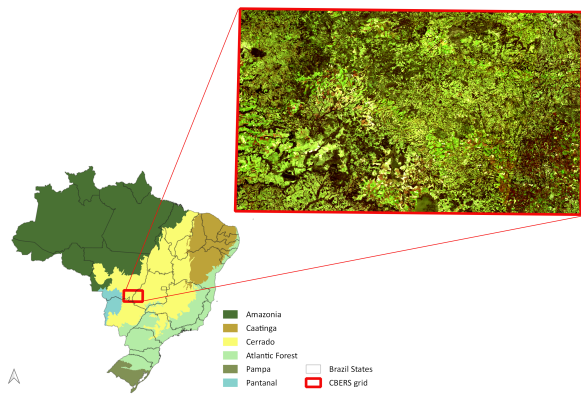 Amazonia
Caatinga
Cerrado
Atlantic Forest
Pampa
Brazil States
Pantanal
CBERS grid